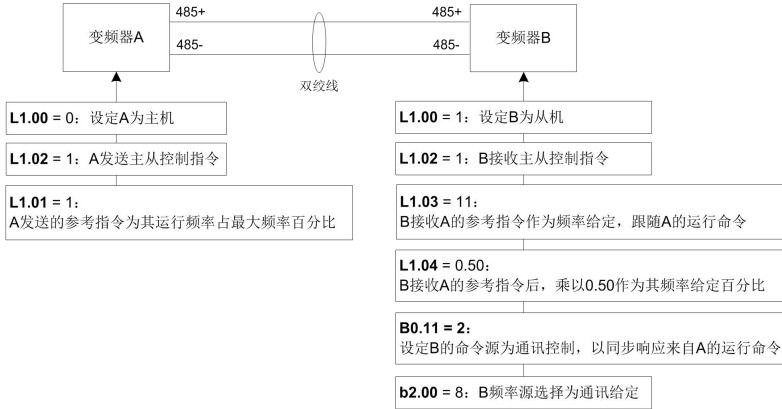 变频器A
485+
485-
双绞线
485+
485-
变频器B
L1.00 = 0：设定A为主机
L1.02 = 1：A发送主从控制指令
L1.01 = 1：
A发送的参考指令为其运行频率占最大频率百分比
L1.00 = 1：设定B为从机
L1.02 = 1：B接收主从控制指令
L1.03 = 11：
B接收A的参考指令作为频率给定，跟随A的运行命令
L1.04 = 0.50：
B接收A的参考指令后，乘以0.50作为其频率给定百分比
B0.11 = 2：
设定B的命令源为通讯控制，以同步响应来自A的运行命令
b2.00 = 8：B频率源选择为通讯给定